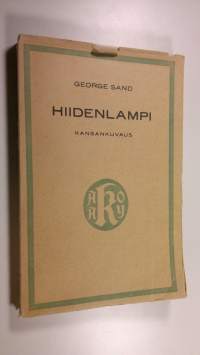 GEORGE SAND
HIIDENLAMPI
KANSANKUVAUS